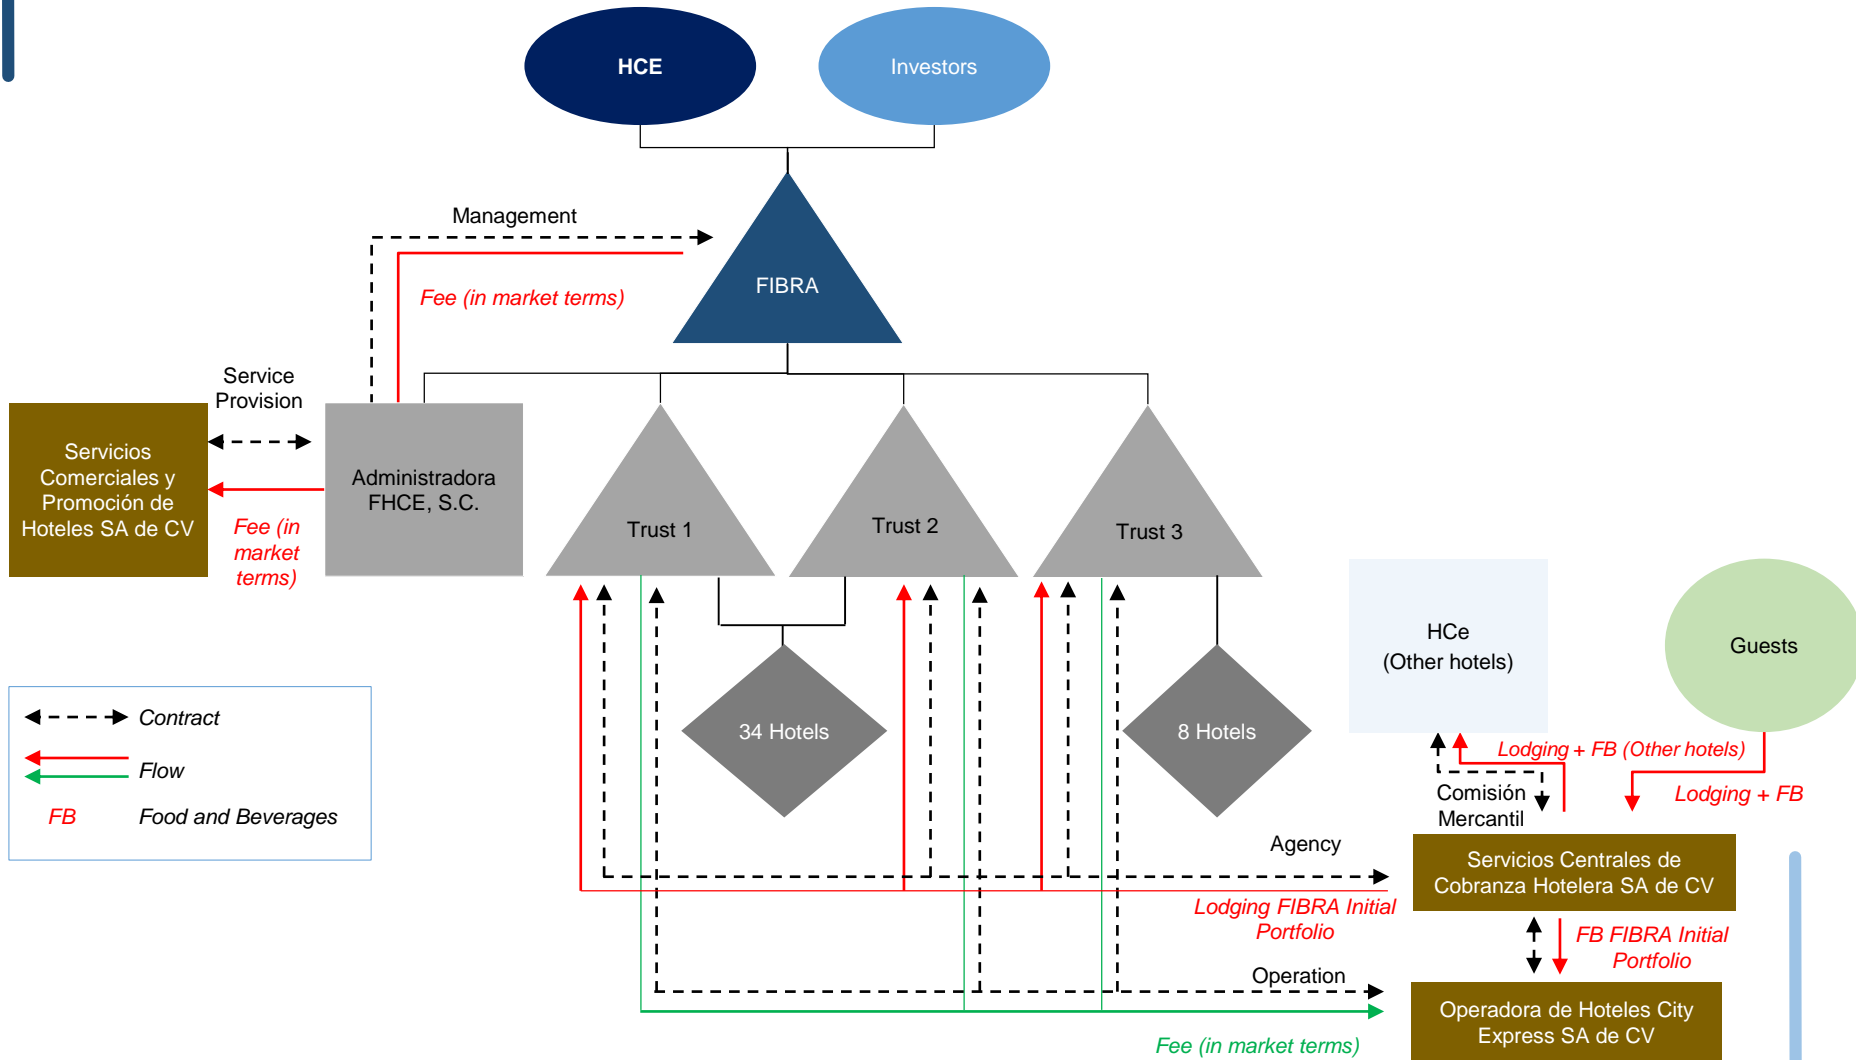 HCE
Investors
Management
FIBRA
Fee (in market terms)
Service
Provision
Servicios
Comerciales y
Promoción de
Hoteles SA de CV
Administradora
FHCE, S.C.
Fee (in
market
terms)
Trust 1
Trust 2
Trust 3
HCe
(Other hotels)
Guests
34 Hotels
8 Hotels
Contract
Flow
FB
Food and Beverages
Lodging + FB (Other hotels)
Lodging + FB
Comisión
Mercantil
Agency
Servicios Centrales de
Cobranza Hotelera SA de CV
Lodging FIBRA Initial
Portfolio
FB FIBRA Initial
Portfolio
Operation
Operadora de Hoteles City
Express SA de CV
Fee (in market terms)